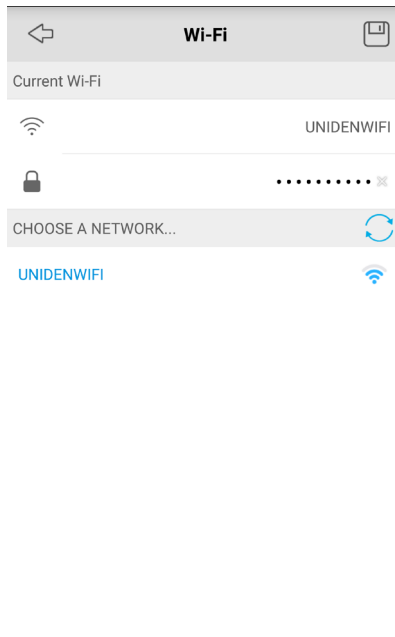 Wi-Fi
Current Wi-Fi
UNIDENWIFI
••••••••••
CHOOSE A NETWORK...
UNIDENWIFI